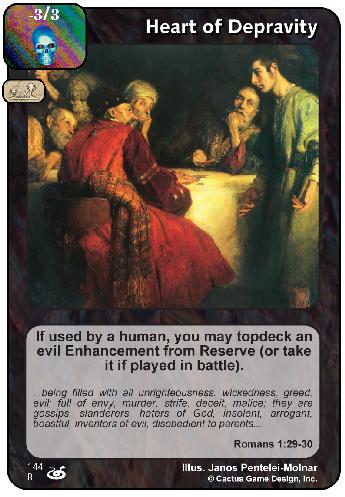 -3/3
Heart of Depravity
If used by a human, you may topdeck an
evil Enhancement from Reserve (or take
it if played in battle).
...being filled with all unrighteousness, wickedness, greed,
evil; full of envy, murder, strife, deceit, malice; they are
gossips, slanderers, haters of God, insolent, arrogant,
boastful, inventors of evil, disobedient to parents...
Romans 1:29-30
144
R
Illus. Janos Pentelei-Molnar
© Cactus Game Design, Inc.